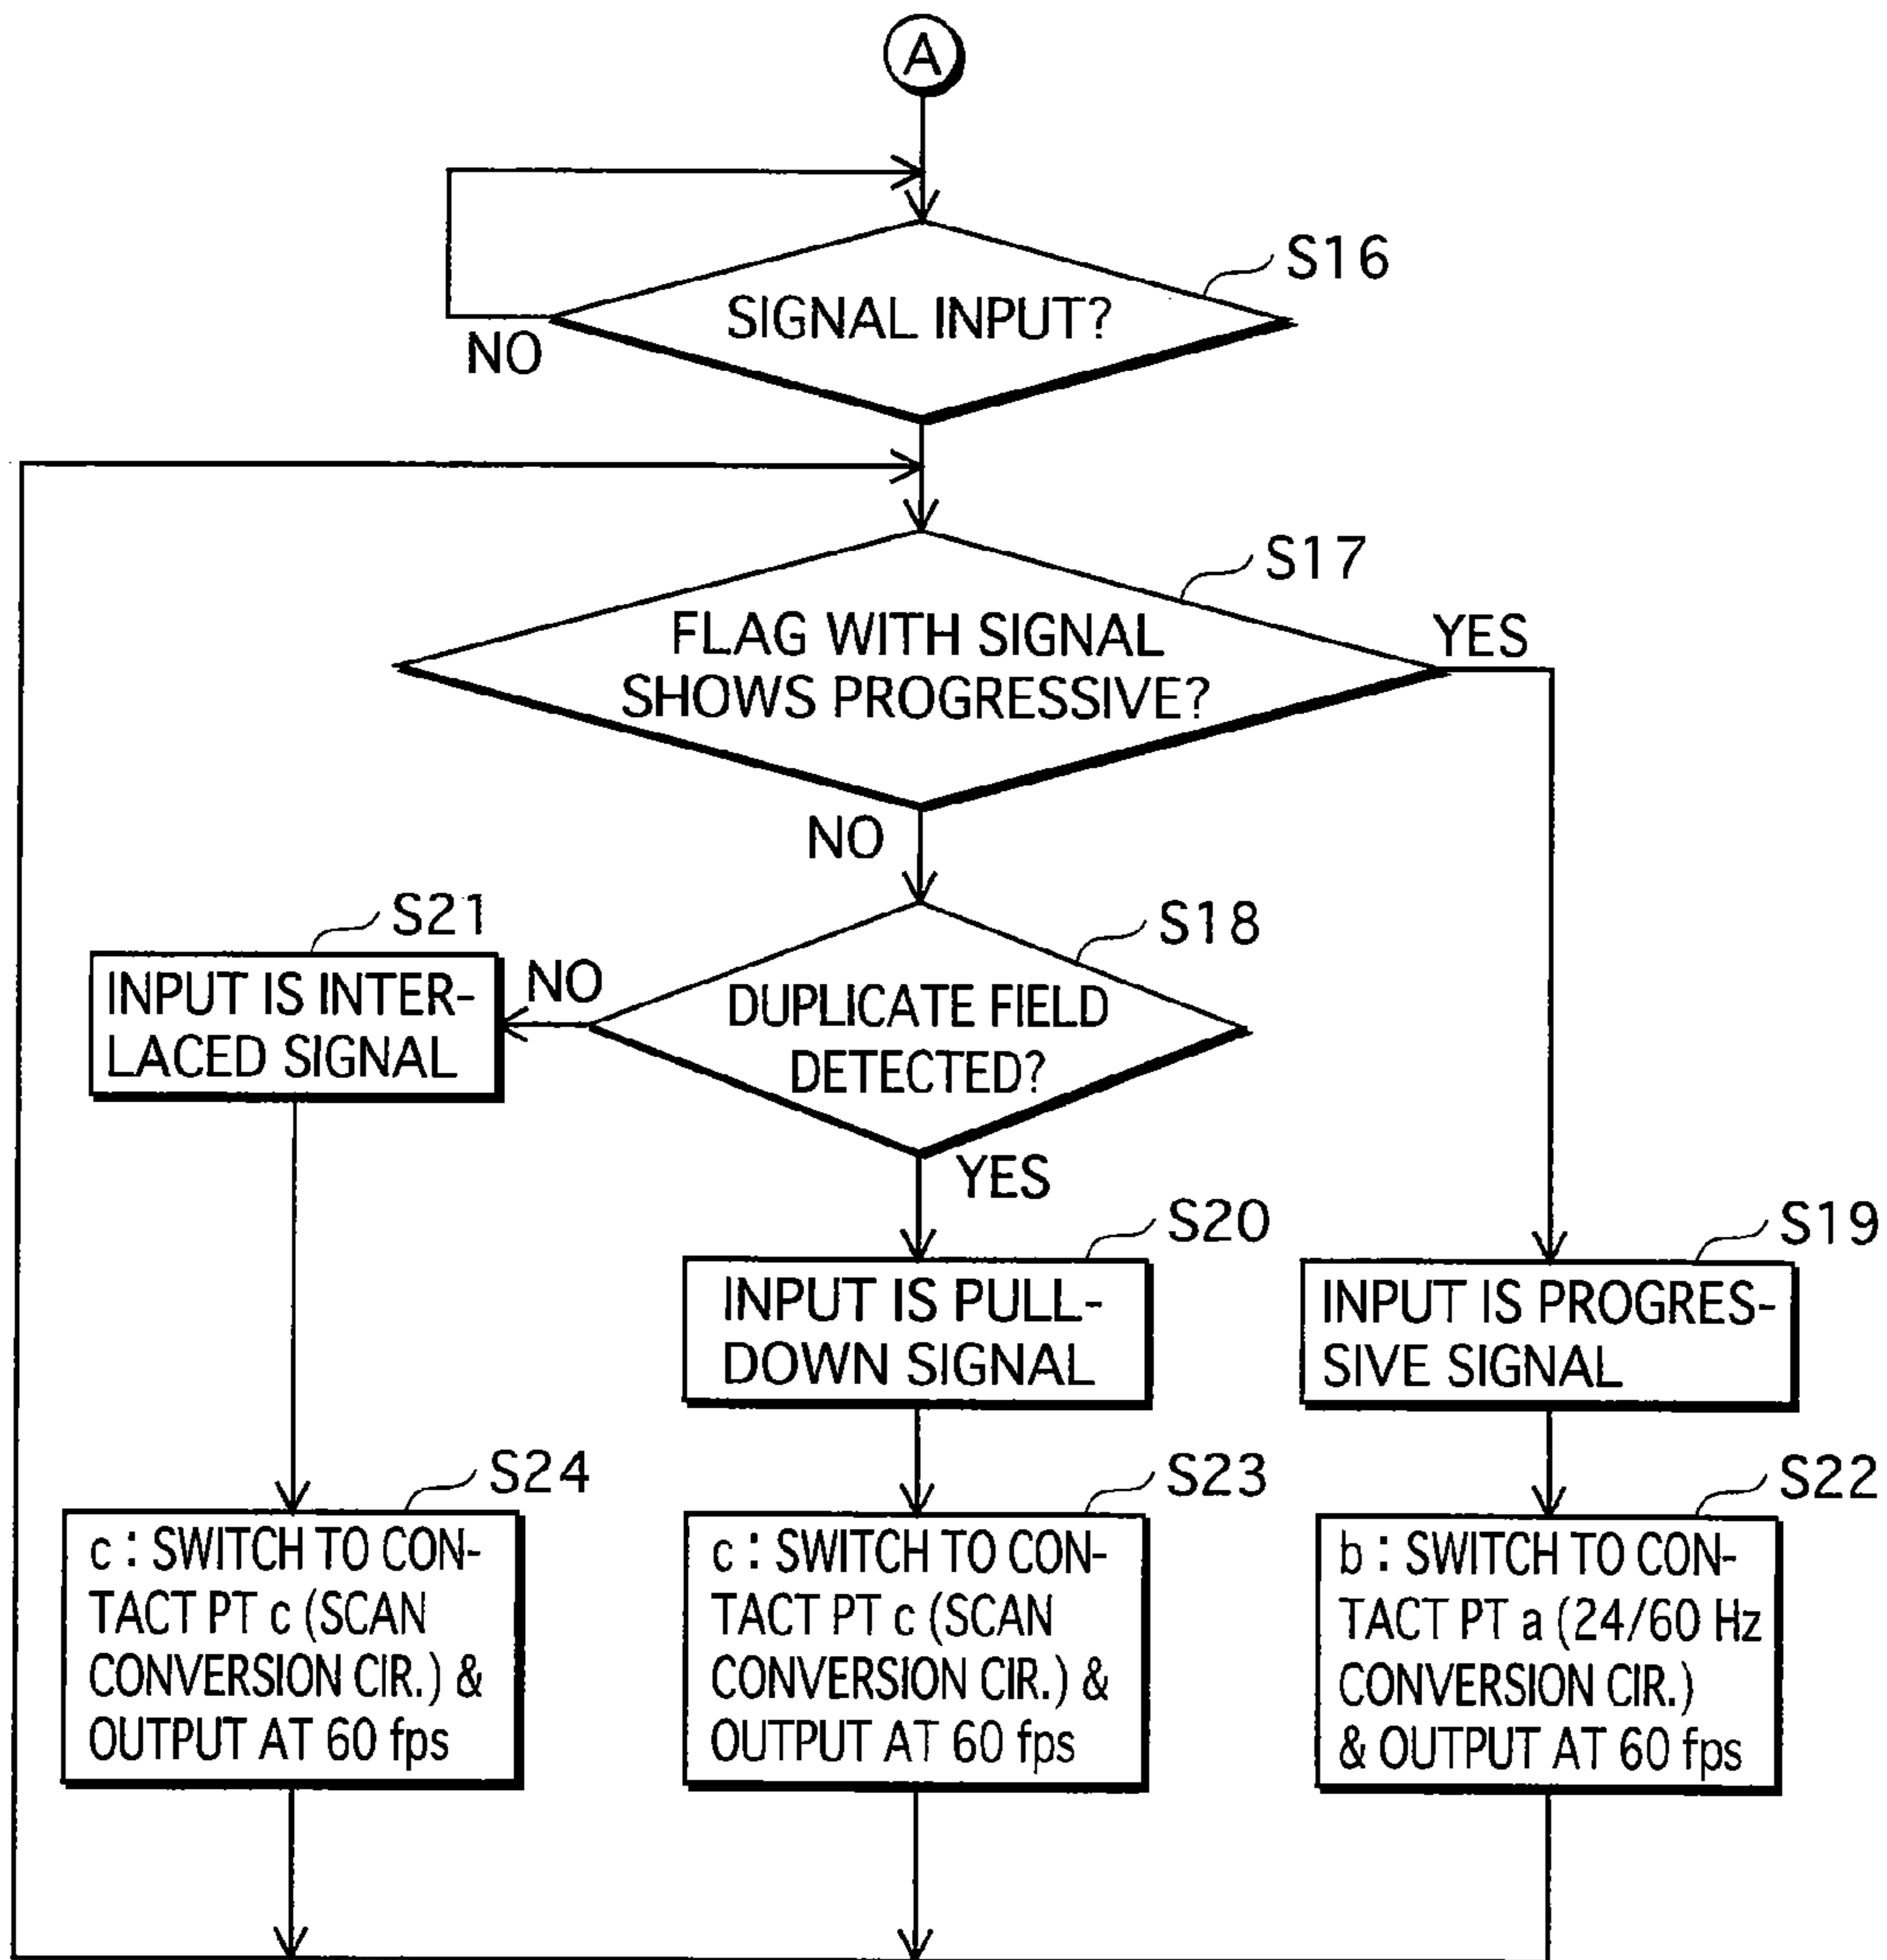 A
S16
SIGNAL INPUT?
NO
S17
FLAG WITH SIGNAL
SHOWS PROGRESSIVE?
YES
NO
S21
INPUT IS INTER-
LACED SIGNAL
NO
S18
DUPLICATE FIELD
DETECTED?
YES
S20
INPUT IS PULL-
DOWN SIGNAL
S19
INPUT IS PROGRES-
SIVE SIGNAL
S24
c : SWITCH TO CON-
TACT PT c (SCAN
CONVERSION CIR.) &
OUTPUT AT 60 fps
S23
c : SWITCH TO CON-
TACT PT c (SCAN
CONVERSION CIR.) &
OUTPUT AT 60 fps
S22
b : SWITCH TO CON-
TACT PT a (24/60 Hz
CONVERSION CIR.)
& OUTPUT AT 60 fps